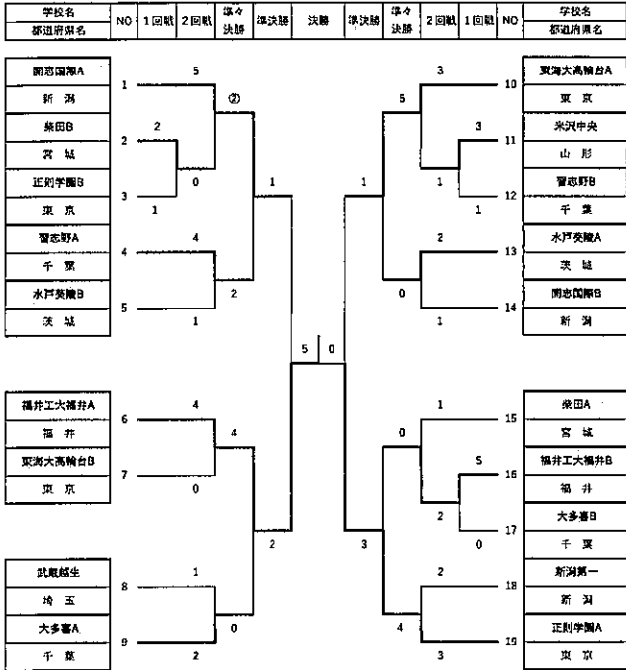 学校名 NO 1回戦 2回戦 準々決勝 準決勝 決勝 準決勝 準々決勝 2回戦 1回戦 NO 学校名
都道府県名 都道府県名
開志国際A 1 5 ②
新潟
柴田B 2 2
宮城 0
正則学園B 3 1
東京 1
習志野A 4 4
千葉 2
水戸葵陵B 5 1
茨城
福井工大福井A 6 4
福井 4
東海大高輪台B 7 0
東京
2
武蔵越生 8 1
埼玉 0
大多喜A 9 2
千葉
5 0
3 10 東海大高輪台A
5 東京
3 11 米沢中央
1 山形
1 12 習志野B
1 千葉
2 13 水戸葵陵A
0 茨城
1 14 開志国際B
新潟
1 15 柴田A
0 宮城
5 16 福井工大福井B
2 福井
0 17 大多喜B
3 千葉
2 18 新潟第一
4 新潟
3 19 正則学園A
東京